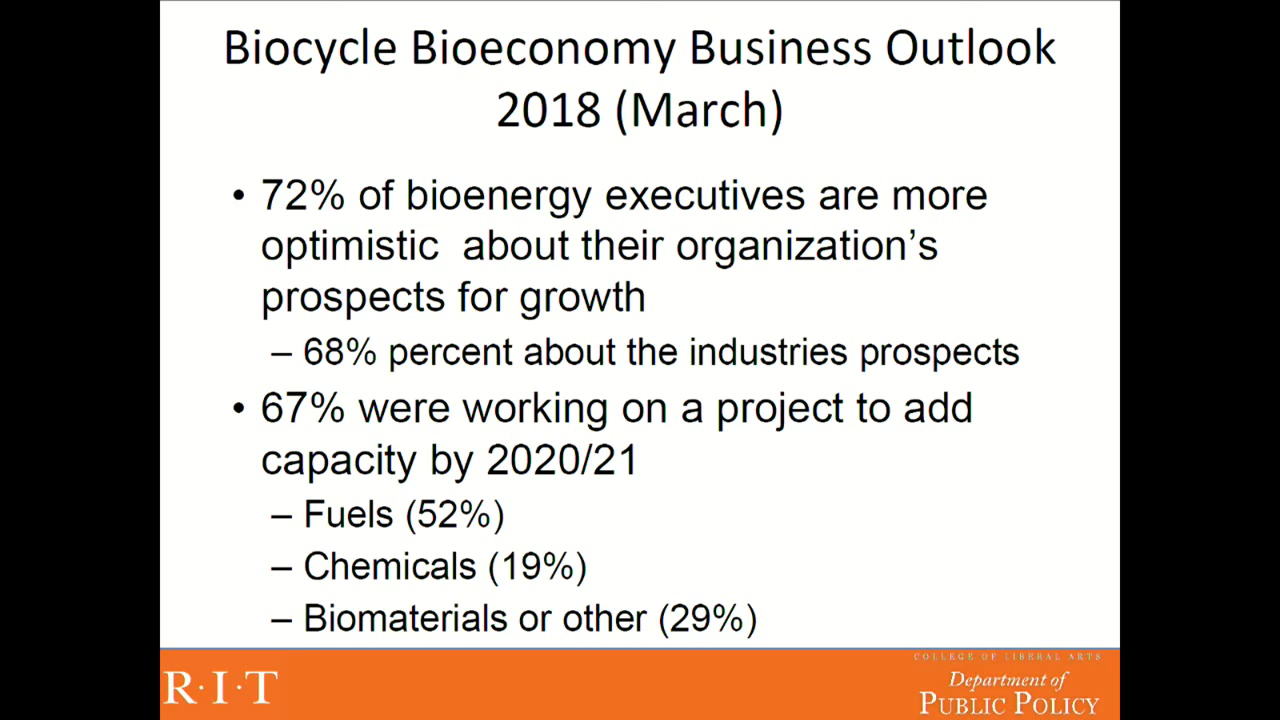 Biocycle Bioeconomy Business Outlook
2018 (March)
• 72% of bioenergy executives are more
optimistic  about their organization’s
prospects for growth
– 68% percent about the industries prospects
• 67% were working on a project to add
capacity by 2020/21
– Fuels (52%)
– Chemicals (19%)
– Biomaterials or other (29%)
R·I·T
COLLEGE OF LIBERAL ARTS
Department of
PUBLIC POLICY